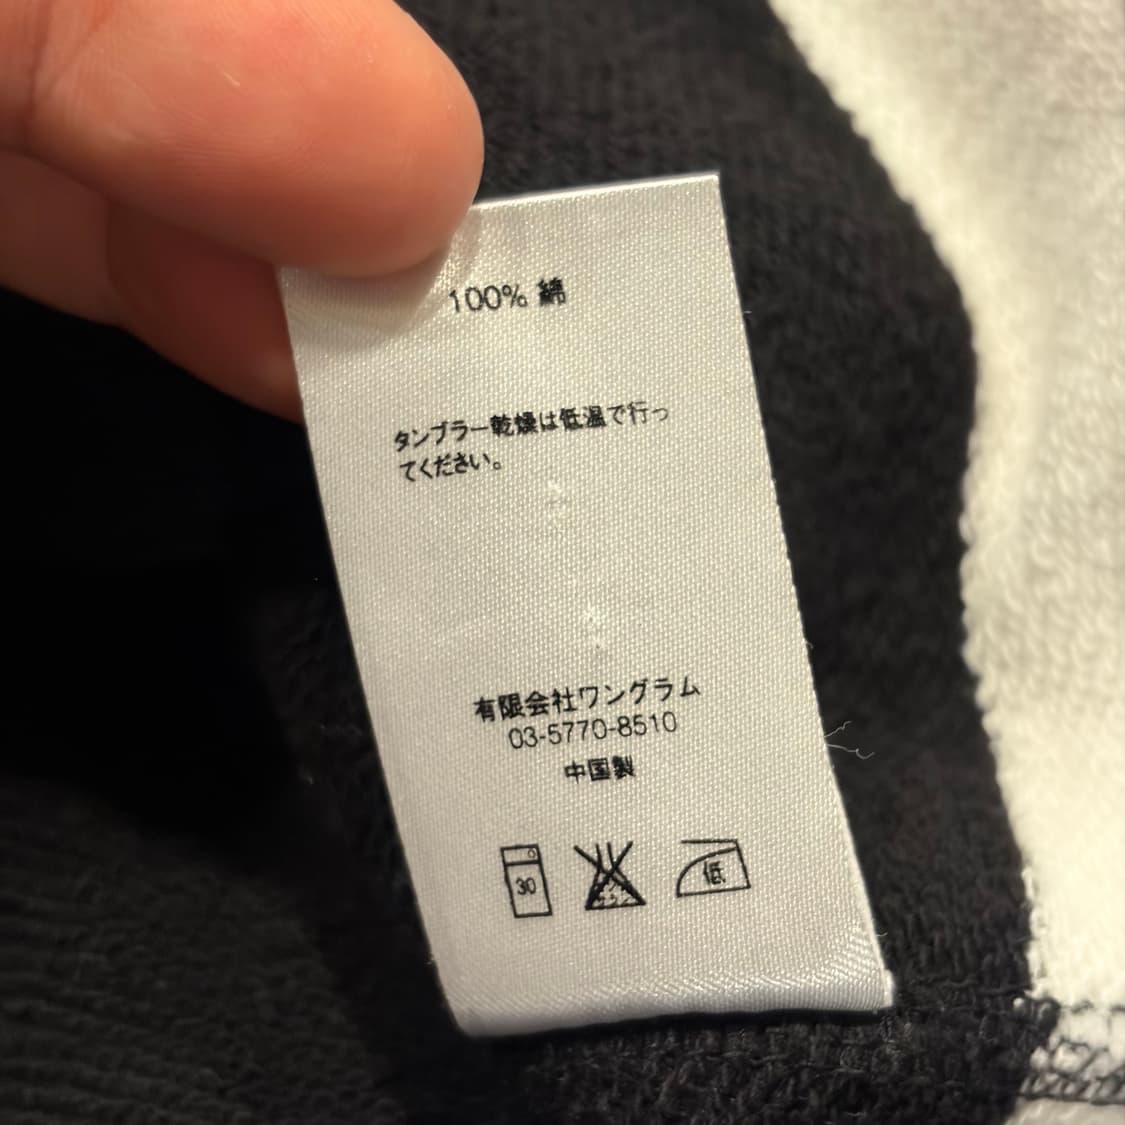 100% 綿
タンブラー乾燥は低温で行っ
てください。
有限会社ワングラム
03-5770-8510
中国製
30
低